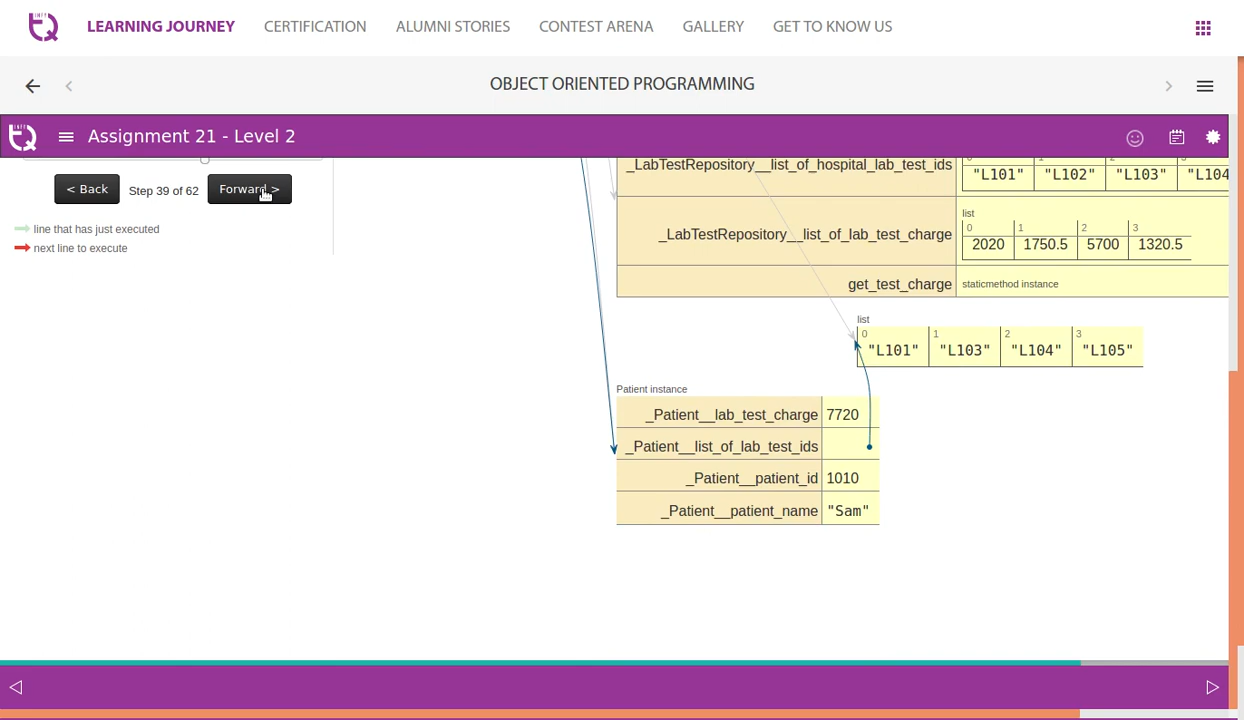 LEARNING JOURNEY CERTIFICATION ALUMNI STORIES CONTEST ARENA GALLERY GET TO KNOW US
OBJECT ORIENTED PROGRAMMING
Assignment 21 - Level 2
< Back Step 39 of 62 Forward >
line that has just executed
next line to execute
_LabTestRepository__list_of_hospital_lab_test_ids
"L101" "L102" "L103" "L104
_LabTestRepository__list_of_lab_test_charge
list
0 1 2 3
2020 1750.5 5700 1320.5
get_test_charge staticmethod instance
list
0 1 2 3
"L101" "L103" "L104" "L105"
Patient instance
_Patient__lab_test_charge 7720
_Patient__list_of_lab_test_ids
_Patient__patient_id 1010
_Patient__patient_name "Sam"